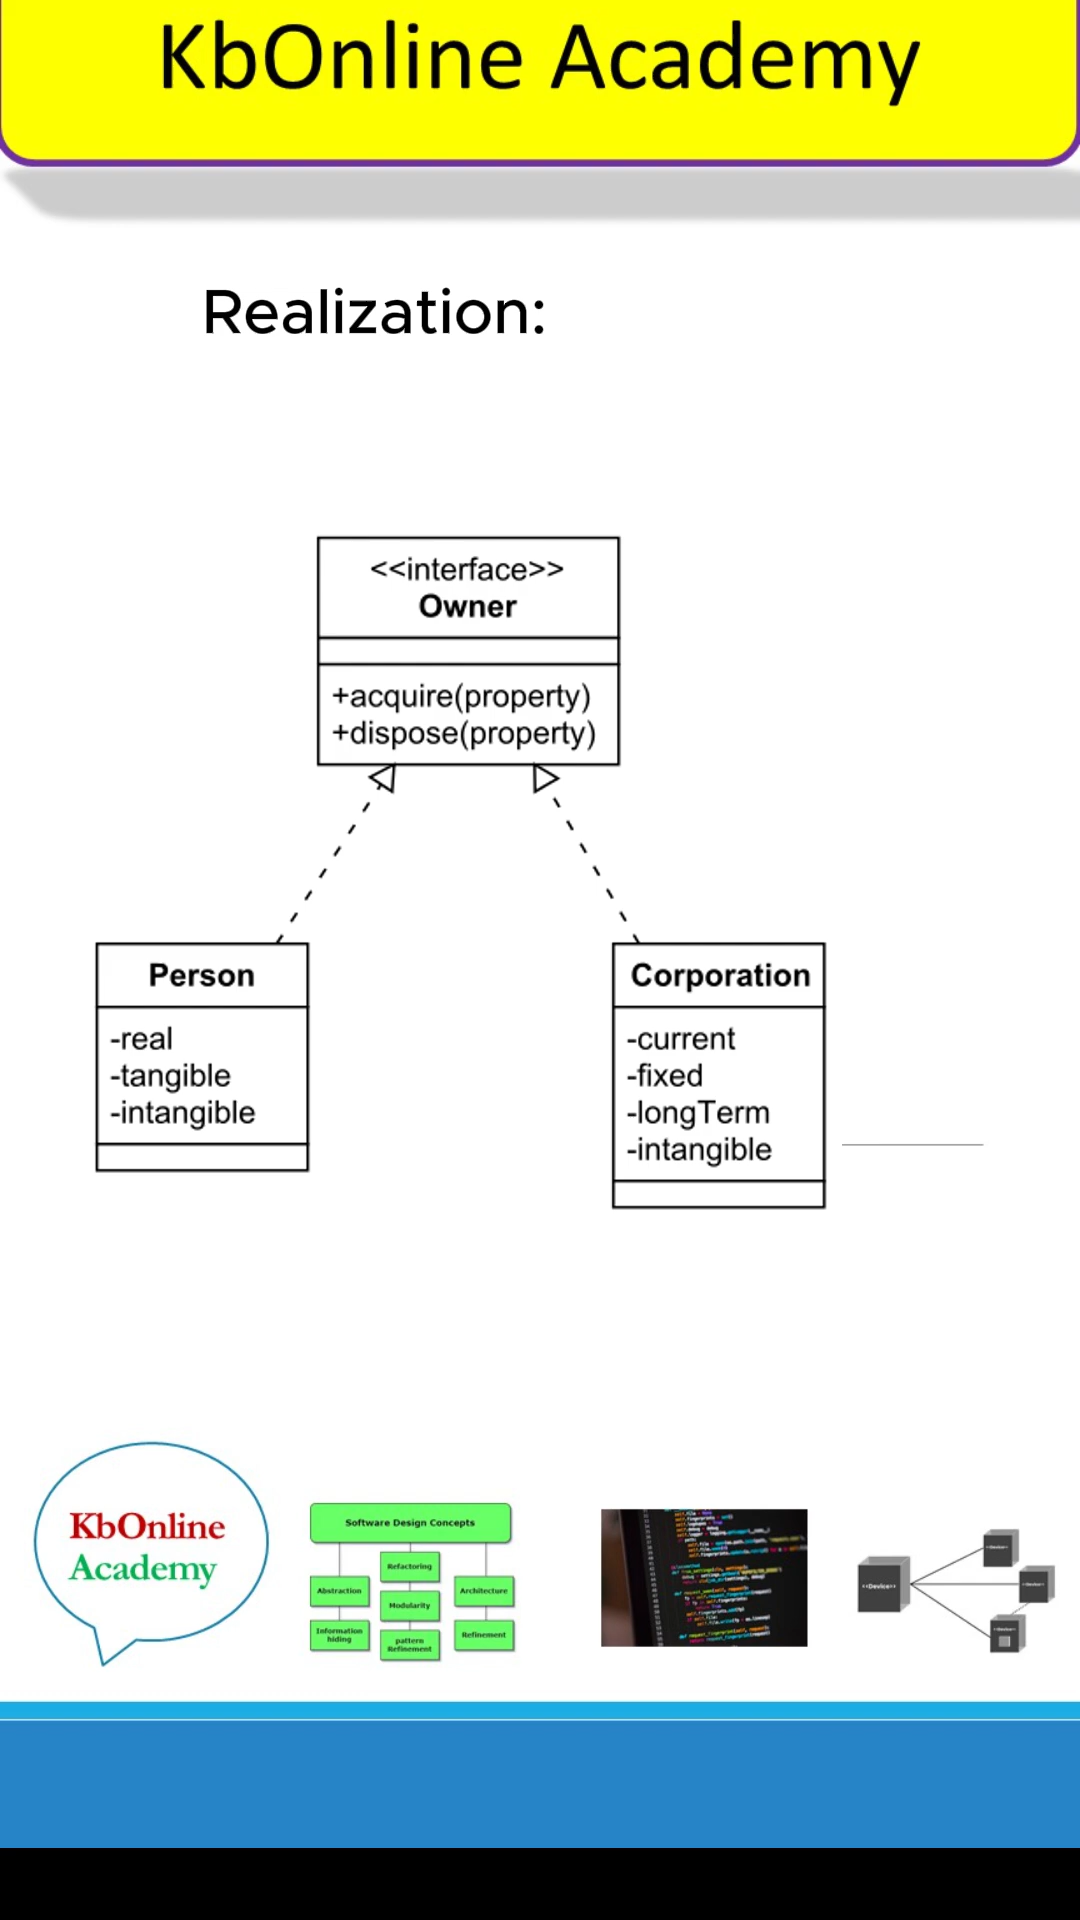 KbOnline Academy
Realization:
<<interface>>
Owner
+acquire(property)
+dispose(property)
Person
-real
-tangible
-intangible
Corporation
-current
-fixed
-longTerm
-intangible
KbOnline
Academy
Software Design Concepts
Refactoring
Abstraction
Modularity
Architecture
Information
hiding
pattern
Refinement
Refinement
<<Device>>